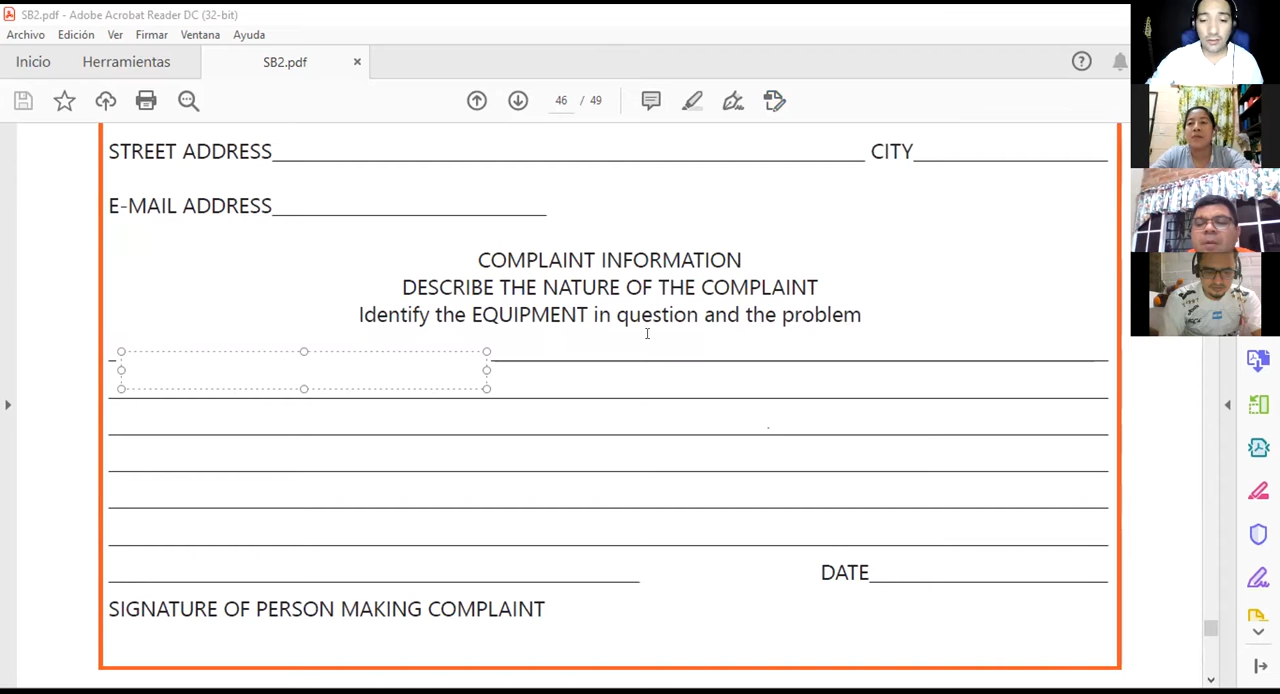 SB2.pdf - Adobe Acrobat Reader DC (32-bit)
Archivo Edición Ver Firmar Ventana Ayuda
Inicio Herramientas SB2.pdf
46 / 49
STREET ADDRESS CITY
E-MAIL ADDRESS
COMPLAINT INFORMATION
DESCRIBE THE NATURE OF THE COMPLAINT
Identify the EQUIPMENT in question and the problem
DATE
SIGNATURE OF PERSON MAKING COMPLAINT